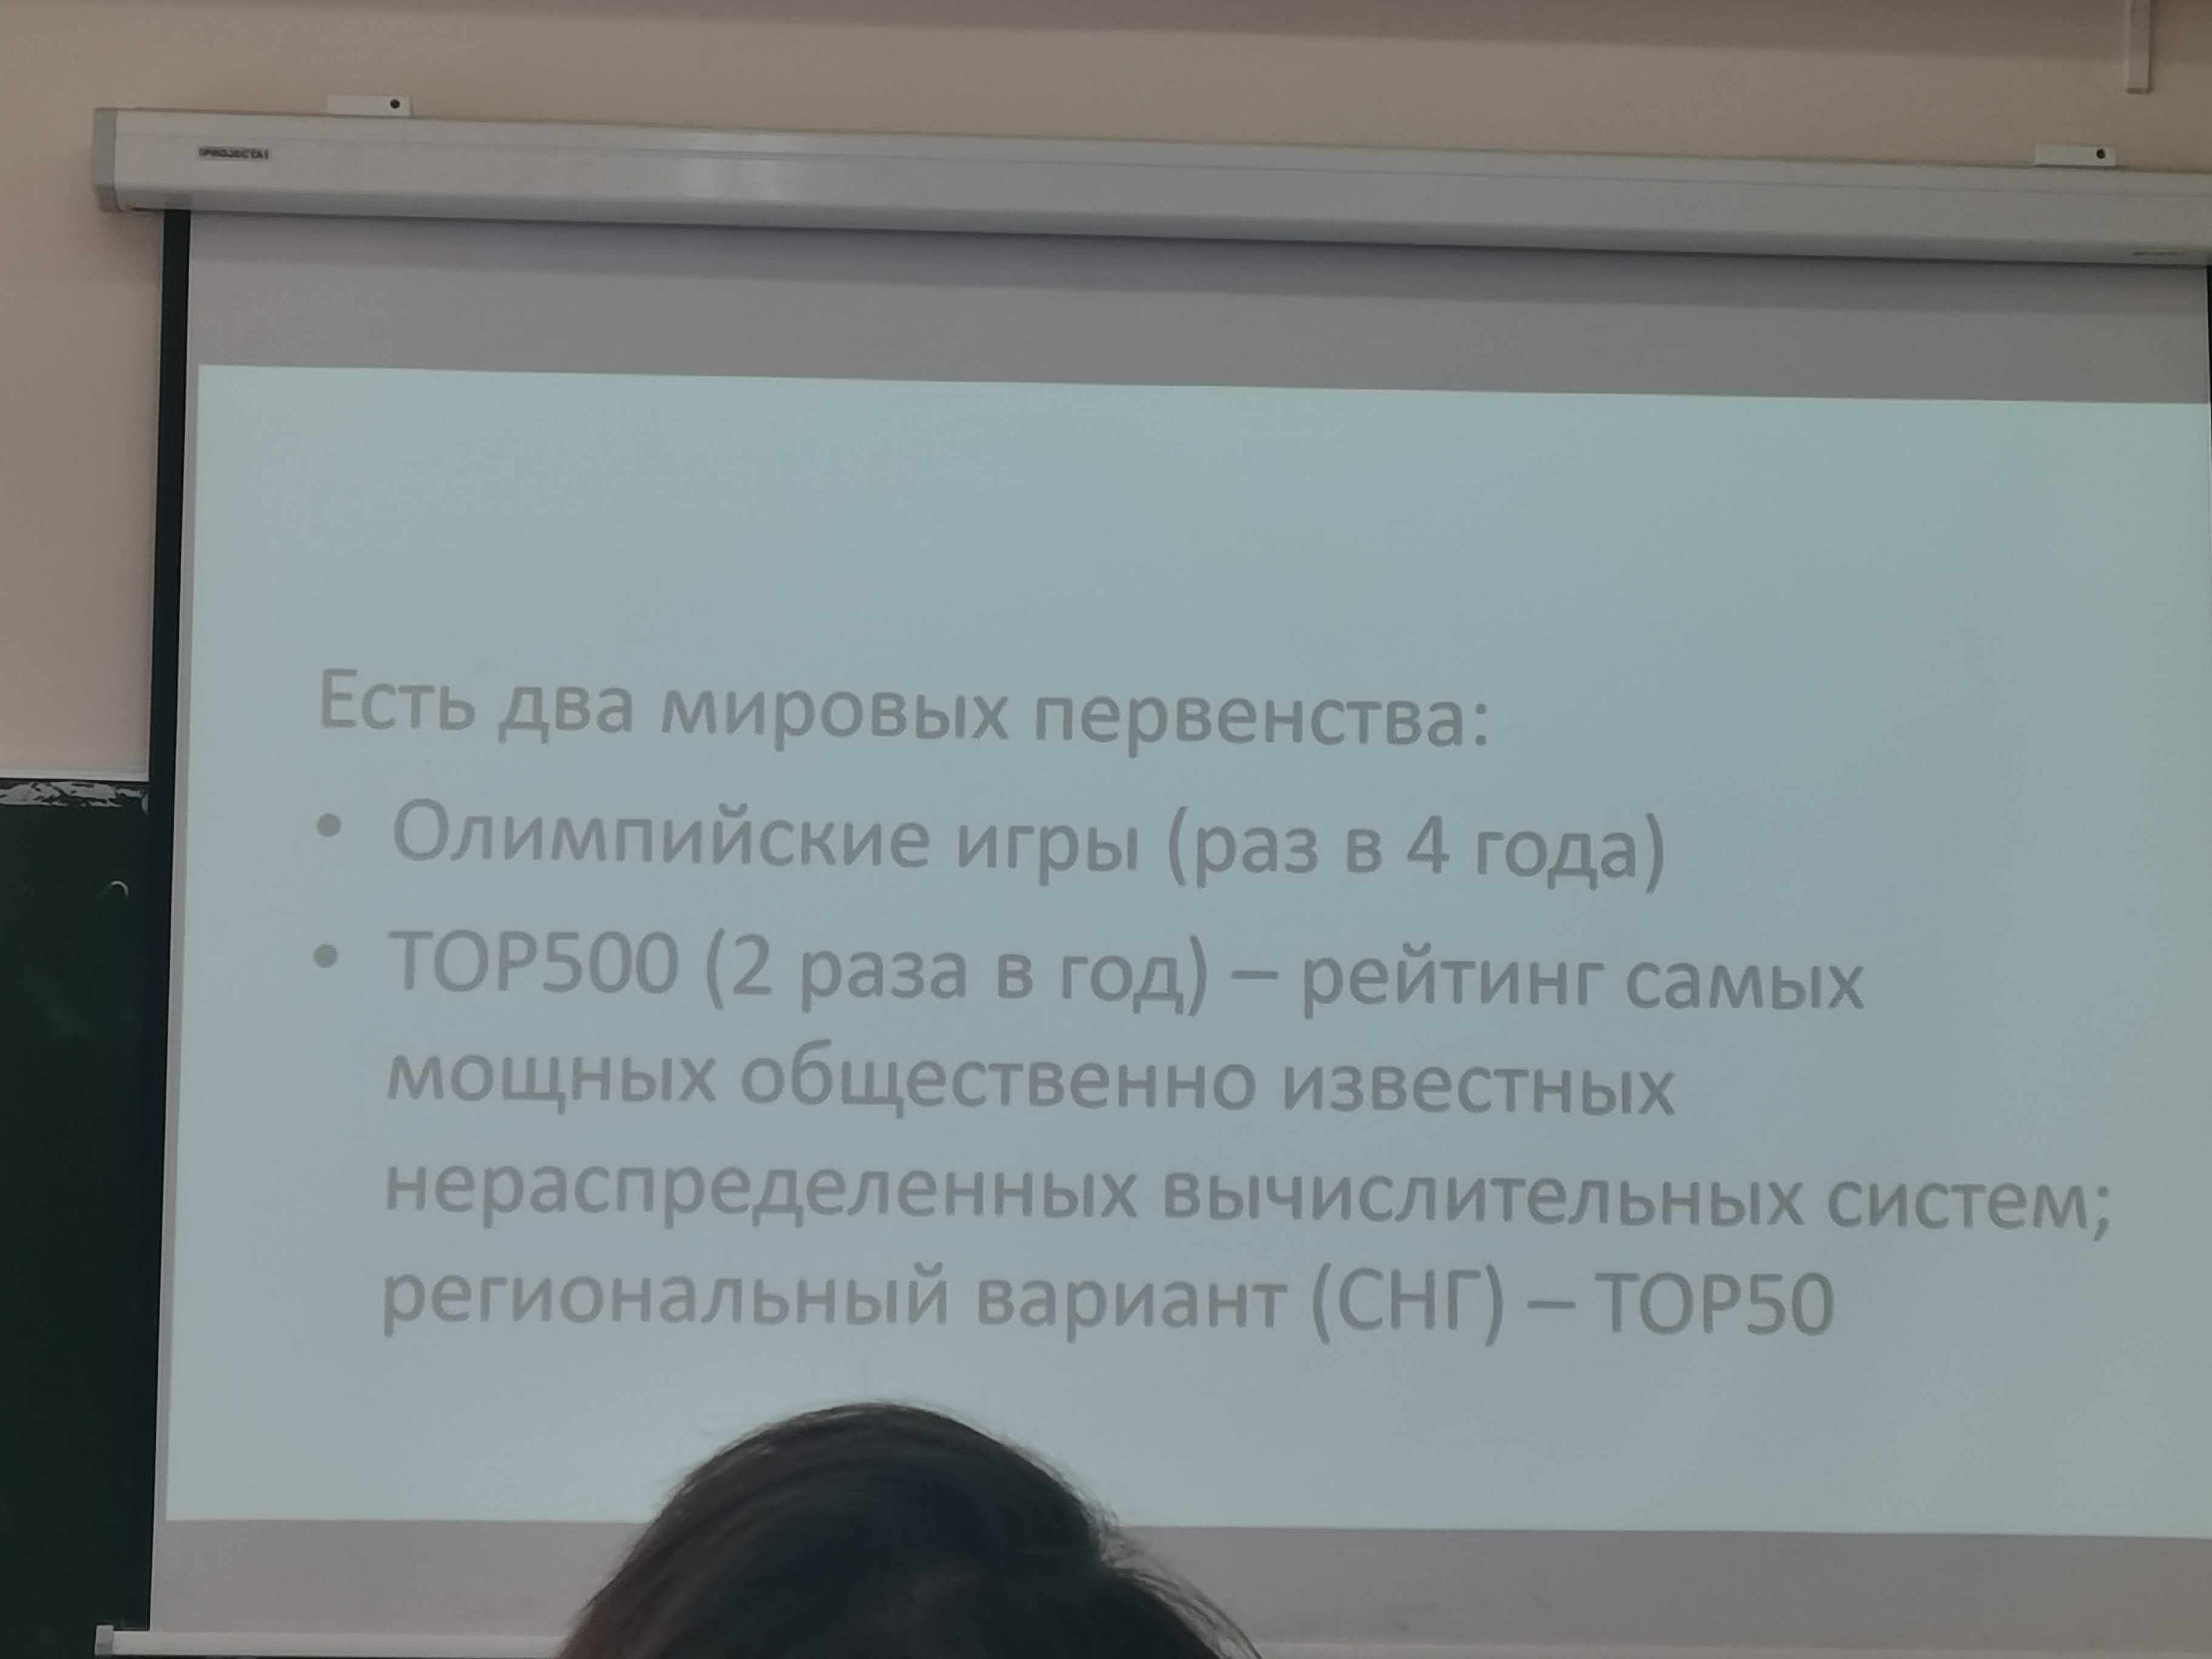 PROJECTA
Есть два мировых первенства:
• Олимпийские игры (раз в 4 года)
• TOP500 (2 раза в год) – рейтинг самых
мощных общественно известных
нераспределенных вычислительных систем;
региональный вариант (СНГ) – TOP50